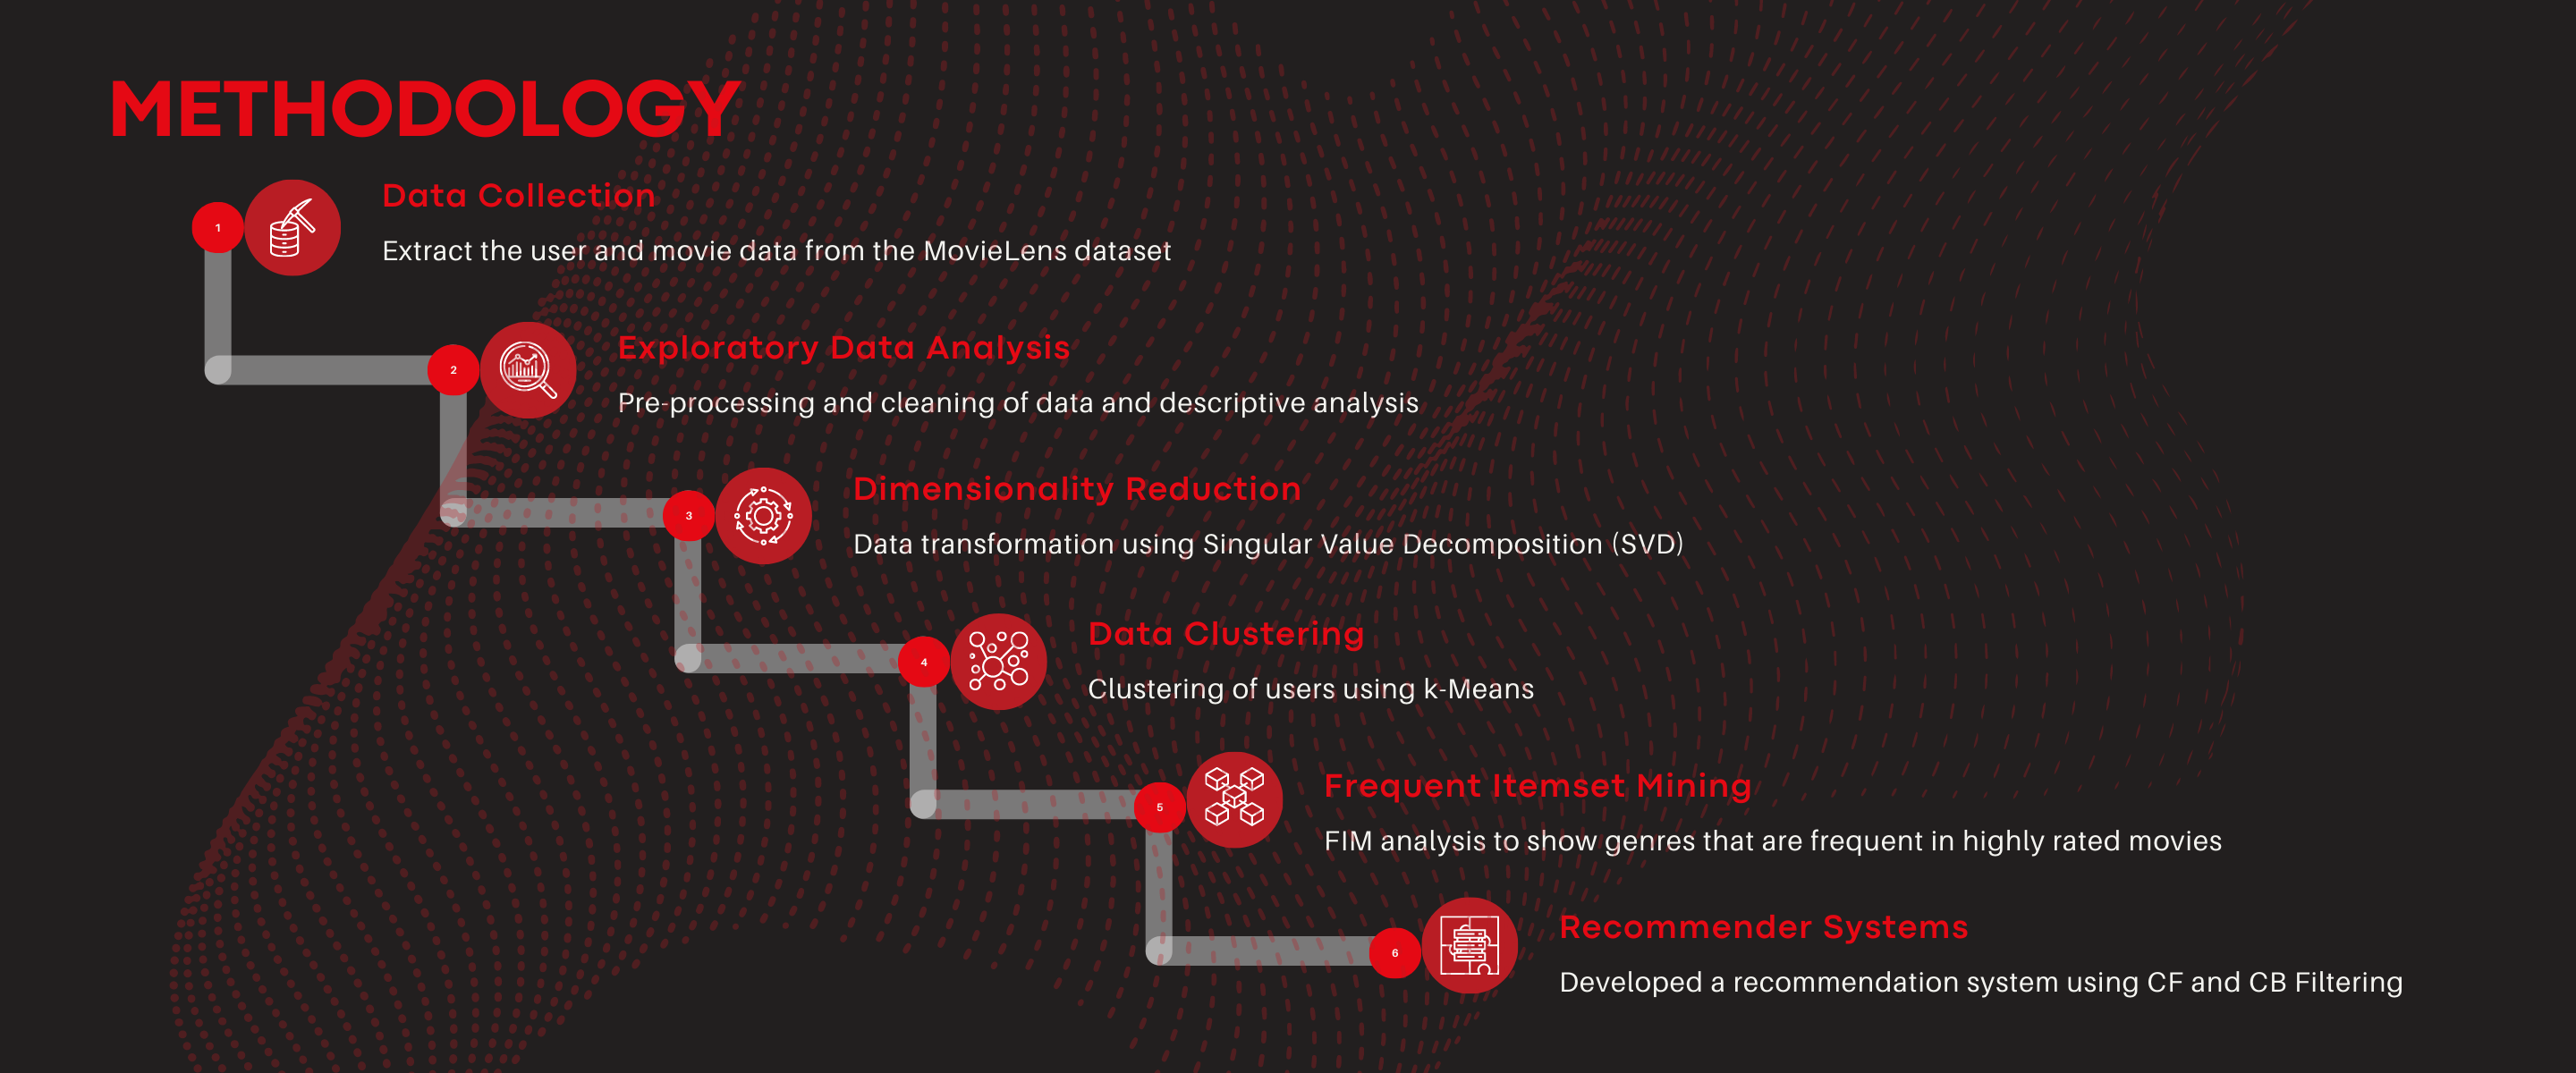 METHODOLOGY
1
Data Collection
Extract the user and movie data from the MovieLens dataset
2
Exploratory Data Analysis
Pre-processing and cleaning of data and descriptive analysis
3
Dimensionality Reduction
Data transformation using Singular Value Decomposition (SVD)
4
Data Clustering
Clustering of users using k-Means
5
Frequent Itemset Mining
FIM analysis to show genres that are frequent in highly rated movies
6
Recommender Systems
Developed a recommendation system using CF and CB Filtering